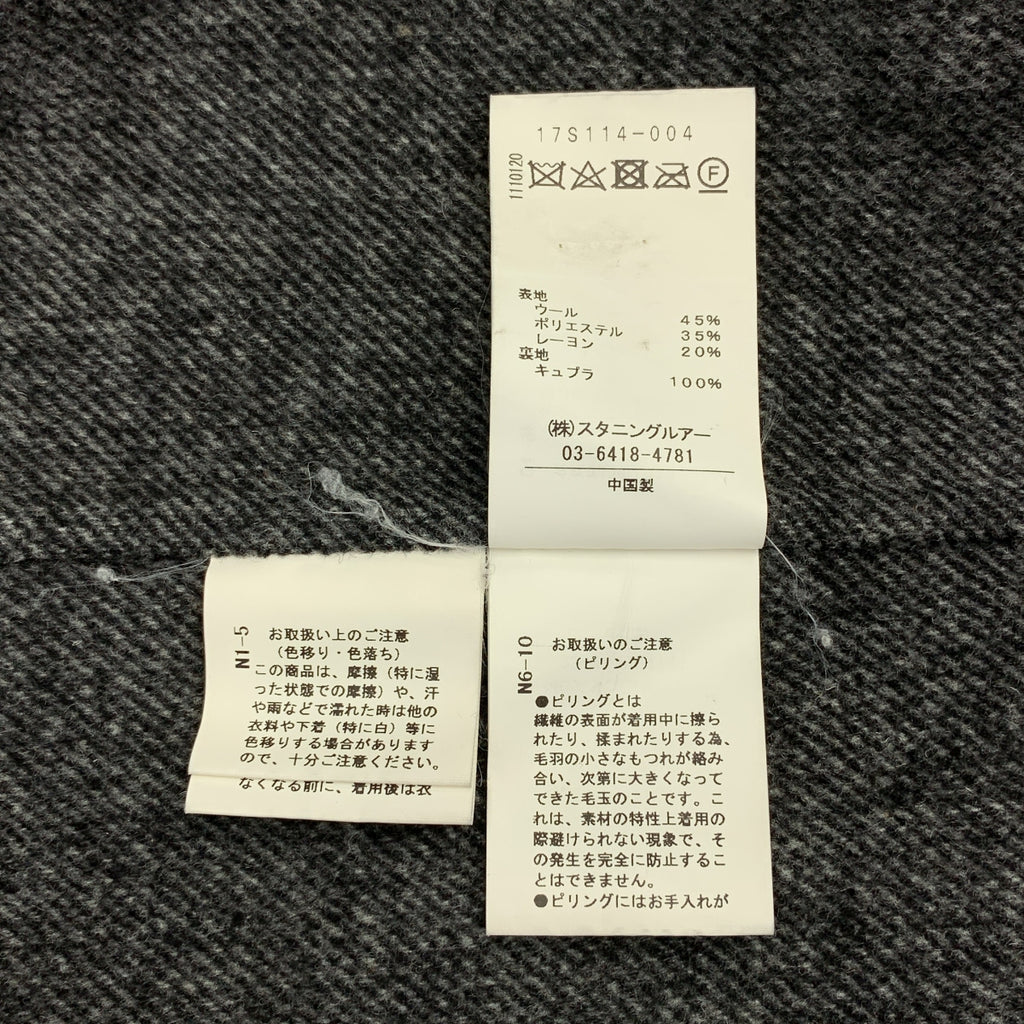 17S114-004
1110120
F
表地
ウール 45%
ポリエステル 35%
レーヨン 20%
裏地
キュプラ 100%
(株)スタニングルアー
03-6418-4781
中国製
N1-5
お取扱い上のご注意
(色移り・色落ち)
この商品は、摩擦(特に湿
った状態での摩擦)や、汗
や雨などで濡れた時は他の
衣料や下着(特に白)等に
色移りする場合があります
ので、十分ご注意ください。
なくなる前に、着用後は衣
N6-10
お取扱いのご注意
(ピリング)
●ピリングとは
繊維の表面が着用中に擦ら
れたり、揉まれたりする為、
毛羽の小さなもつれが絡み
合い、次第に大きくなって
できた毛玉のことです。こ
れは、素材の特性上着用の
際避けられない現象で、そ
の発生を完全に防止するこ
とはできません。
●ピリングにはお手入れが